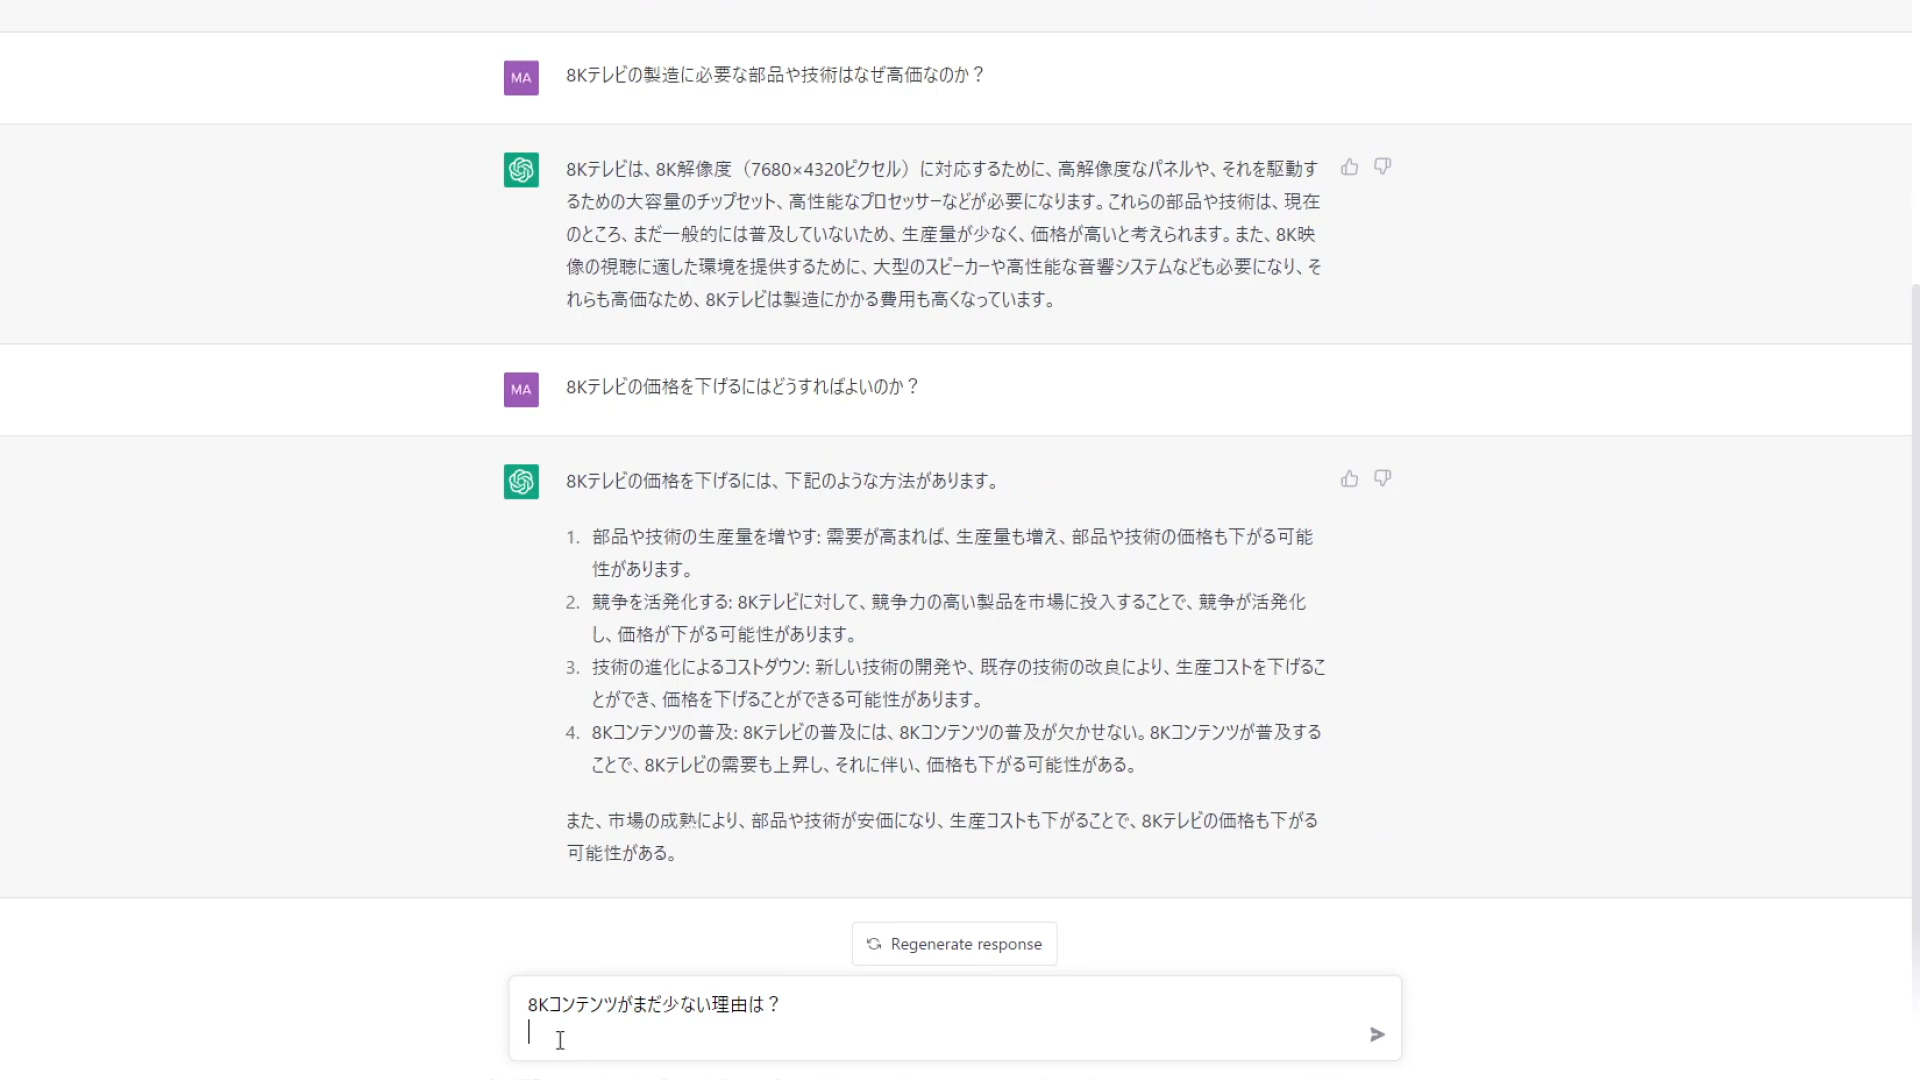 MA
8Kテレビの製造に必要な部品や技術はなぜ高価なのか？
8Kテレビは、8K解像度（7680×4320ピクセル）に対応するために、高解像度なパネルや、それを駆動す
るための大容量のチップセット、高性能なプロセッサーなどが必要になります。これらの部品や技術は、現在
のところ、まだ一般的には普及していないため、生産量が少なく、価格が高いと考えられます。また、8K映
像の視聴に適した環境を提供するために、大型のスピーカーや高性能な音響システムなども必要になり、そ
れらも高価なため、8Kテレビは製造にかかる費用も高くなっています。
MA
8Kテレビの価格を下げるにはどうすればよいのか？
8Kテレビの価格を下げるには、下記のような方法があります。
1. 部品や技術の生産量を増やす: 需要が高まれば、生産量も増え、部品や技術の価格も下がる可能
性があります。
2. 競争を活発化する: 8Kテレビに対して、競争力の高い製品を市場に投入することで、競争が活発化
し、価格が下がる可能性があります。
3. 技術の進化によるコストダウン: 新しい技術の開発や、既存の技術の改良により、生産コストを下げるこ
とができ、価格を下げることができる可能性があります。
4. 8Kコンテンツの普及: 8Kテレビの普及には、8Kコンテンツの普及が欠かせない。8Kコンテンツが普及する
ことで、8Kテレビの需要も上昇し、それに伴い、価格も下がる可能性がある。
また、市場の成熟により、部品や技術が安価になり、生産コストも下がることで、8Kテレビの価格も下がる
可能性がある。
Regenerate response
8Kコンテンツがまだ少ない理由は？